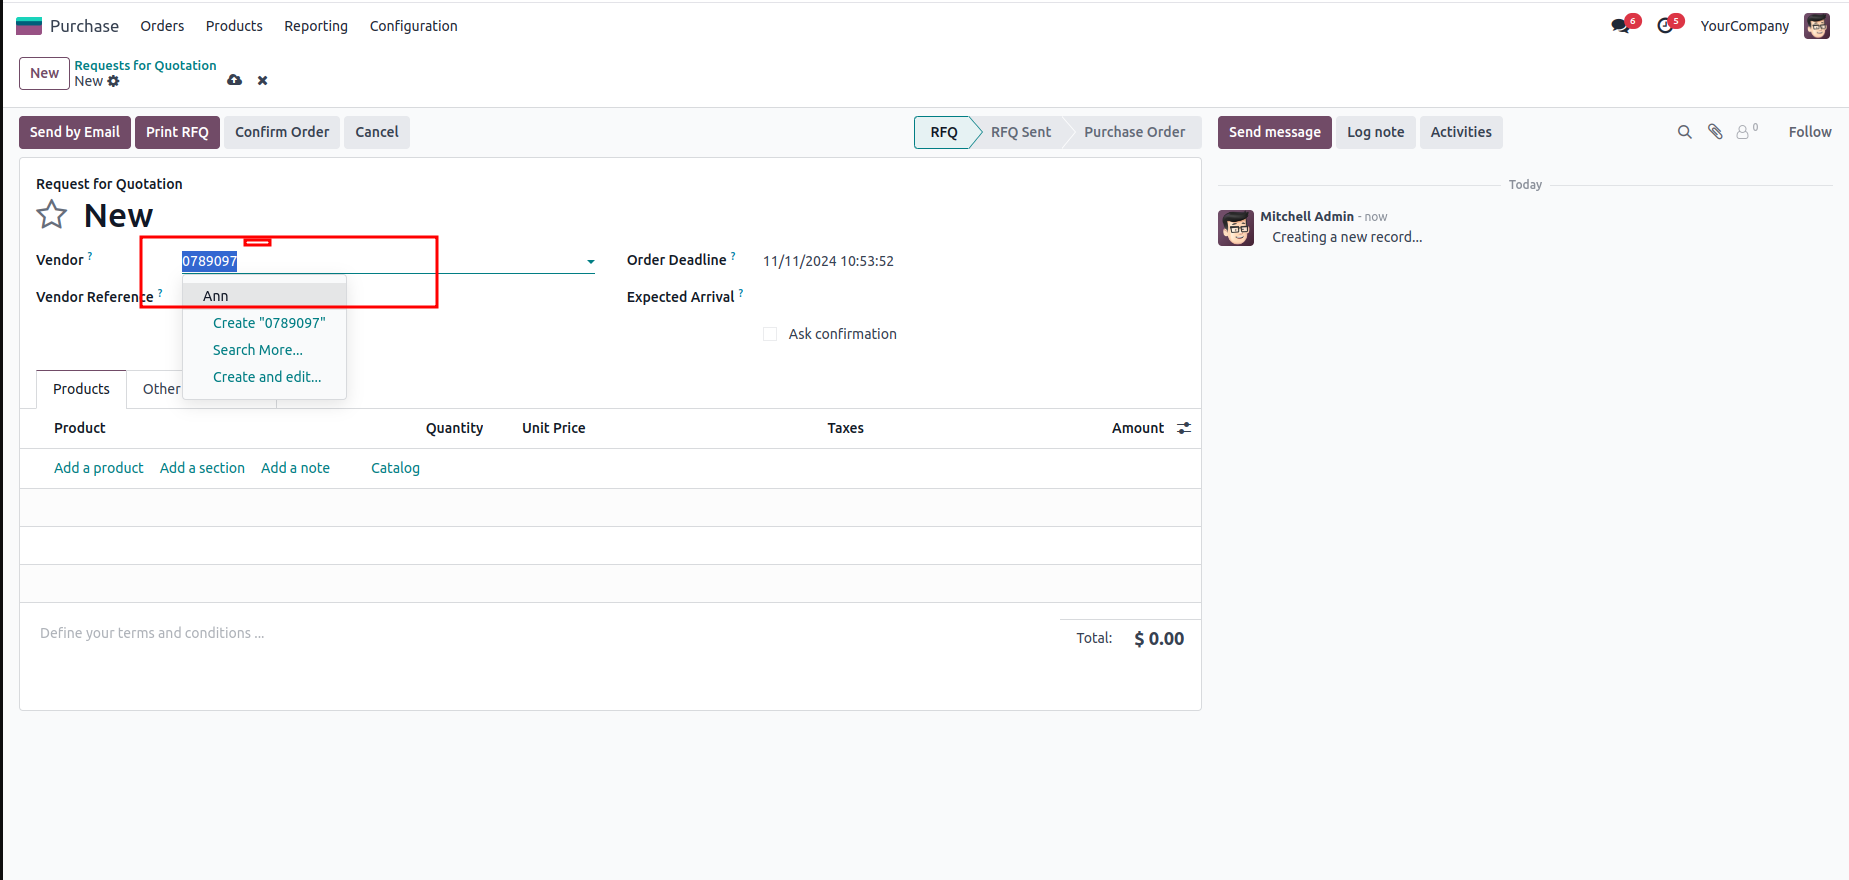 Purchase Orders Products Reporting Configuration 6 5 YourCompany
New Requests for Quotation
New
Send by Email Print RFQ Confirm Order Cancel RFQ RFQ Sent Purchase Order Send message Log note Activities 0 Follow
Request for Quotation
New
Today
Mitchell Admin - now
Creating a new record...
Vendor ? 0789097 Order Deadline ? 11/11/2024 10:53:52
Vendor Reference ? Expected Arrival ?
Ann
Create "0789097"
Search More...
Create and edit...
Ask confirmation
Products Other
Product Quantity Unit Price Taxes Amount
Add a product Add a section Add a note Catalog
Define your terms and conditions ...
Total: $ 0.00